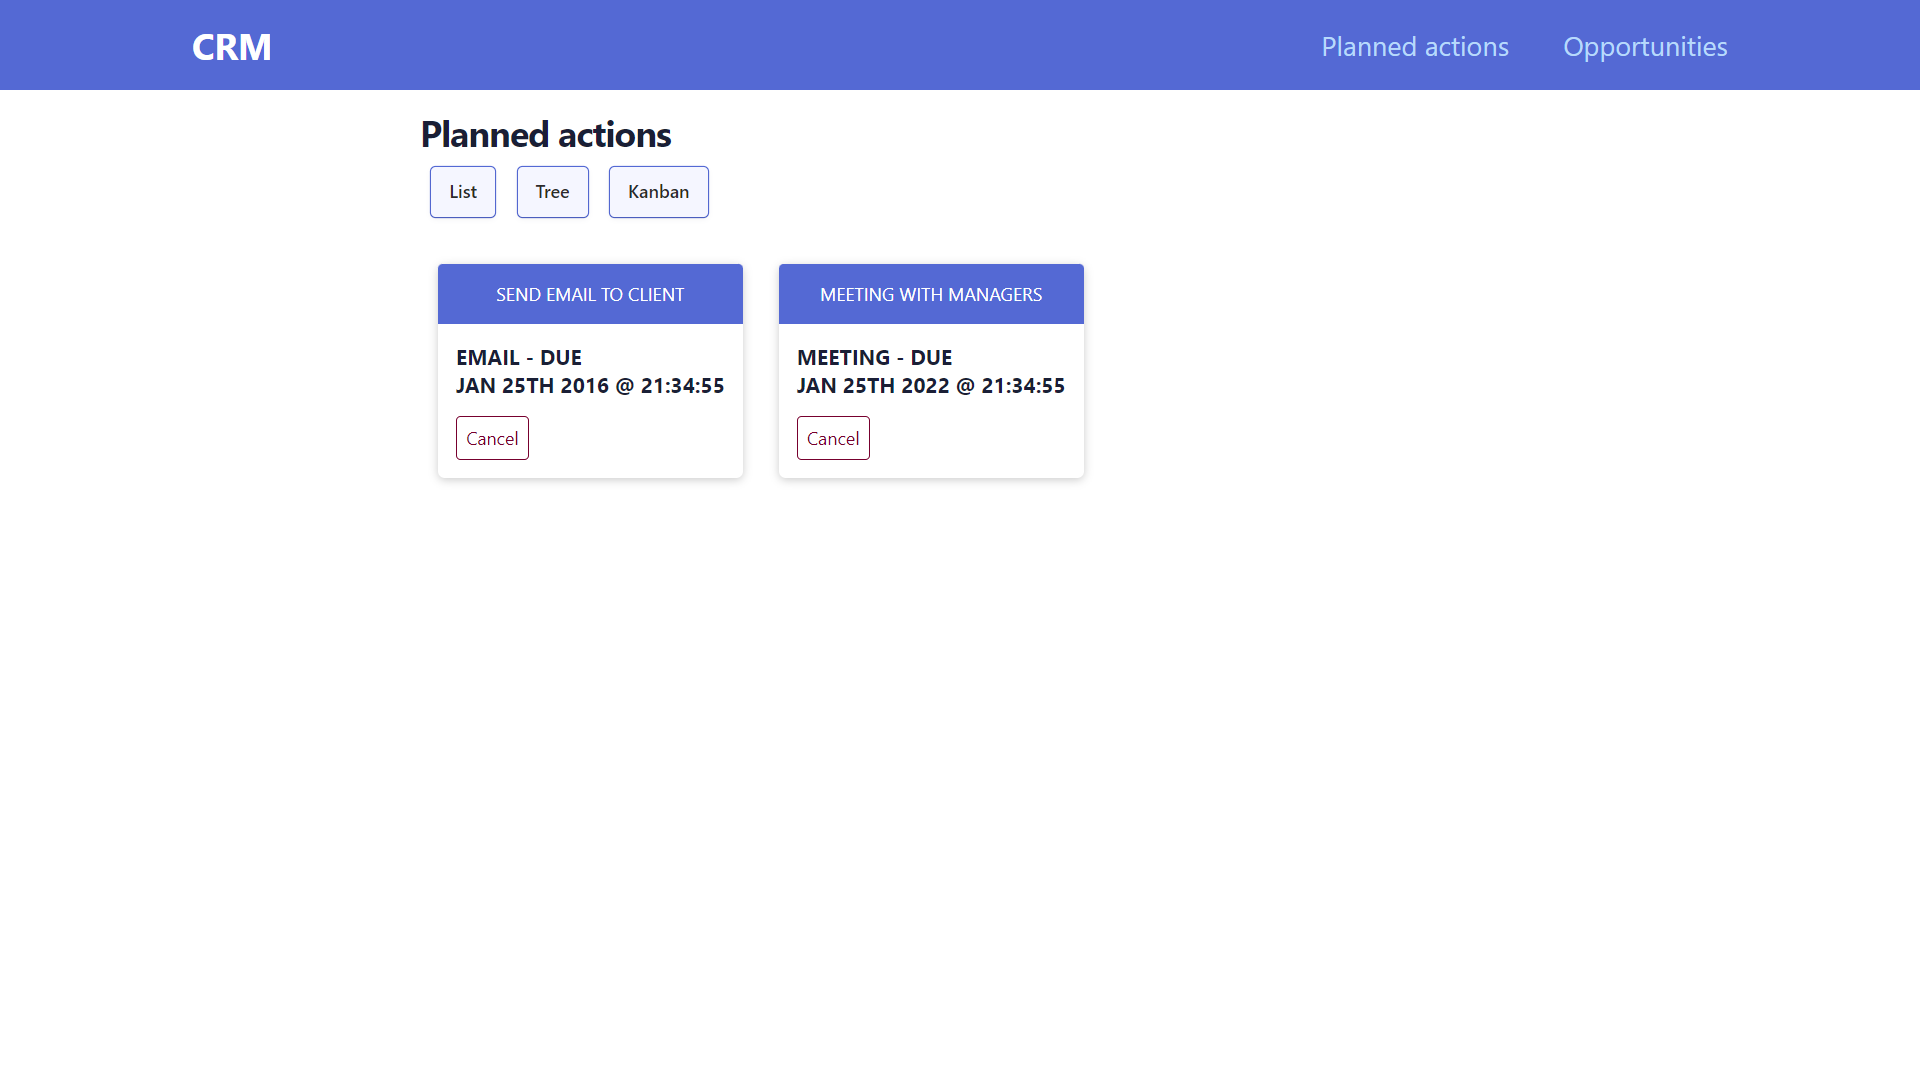 CRM
Planned actions
Opportunities
Planned actions
List
Tree
Kanban
SEND EMAIL TO CLIENT
EMAIL - DUE
JAN 25TH 2016 @ 21:34:55
Cancel
MEETING WITH MANAGERS
MEETING - DUE
JAN 25TH 2022 @ 21:34:55
Cancel